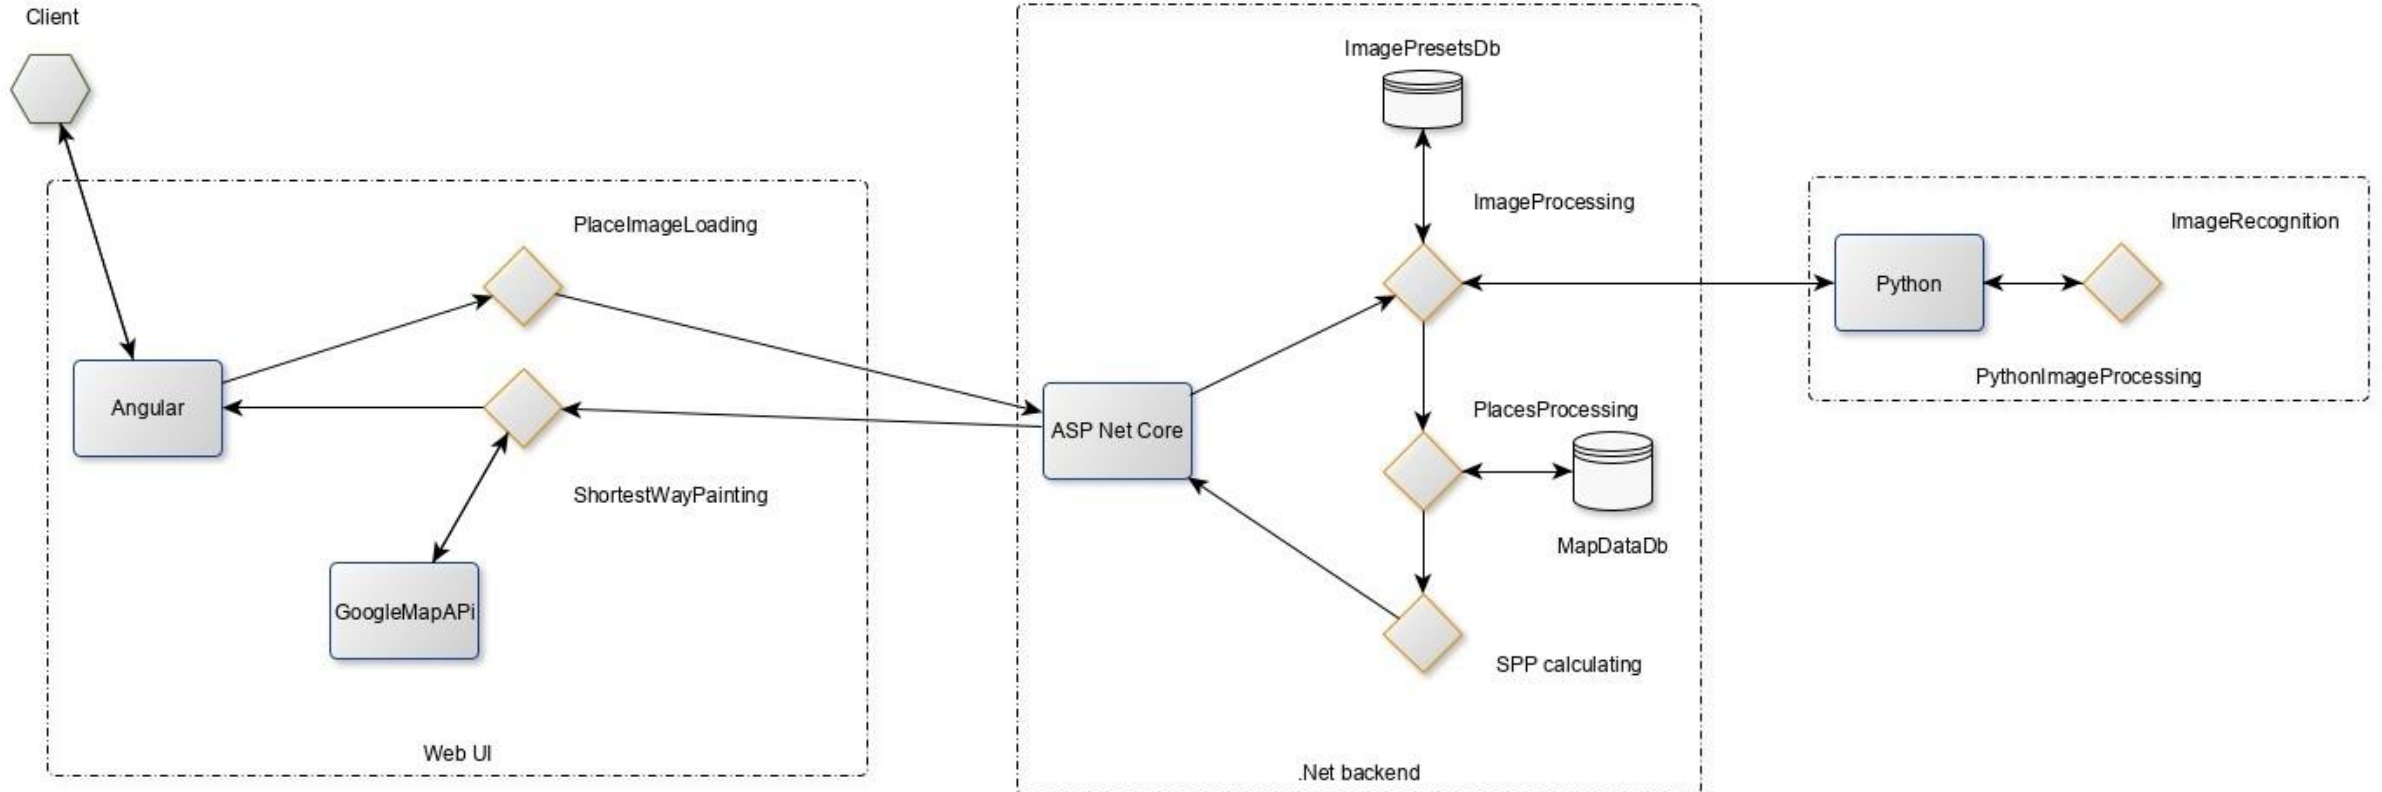 Client
PlaceImageLoading
Angular
ShortestWayPainting
GoogleMapAPi
Web UI
ImagePresetsDb
ImageProcessing
ASP Net Core
PlacesProcessing
MapDataDb
SPP calculating
.Net backend
ImageRecognition
Python
PythonImageProcessing